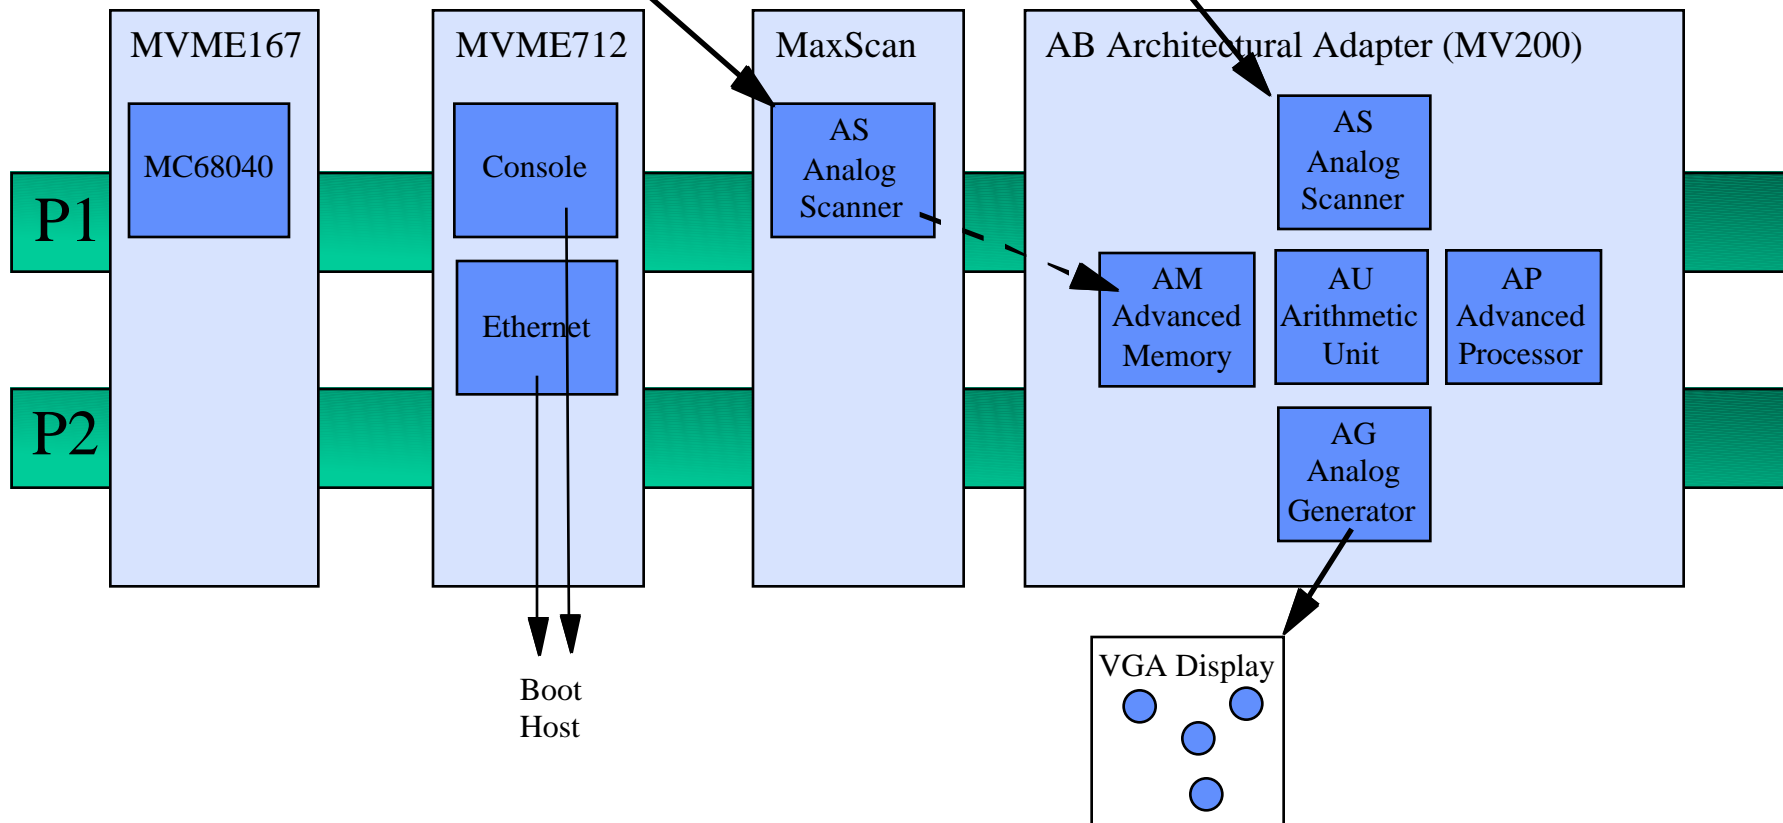 MVME167
MVME712
MaxScan
AB Architectural Adapter (MV200)
MC68040
Console
AS
Analog
Scanner
AS
Analog
Scanner
P1
Ethernet
AM
Advanced
Memory
AU
Arithmetic
Unit
AP
Advanced
Processor
P2
AG
Analog
Generator
Boot
Host
VGA Display